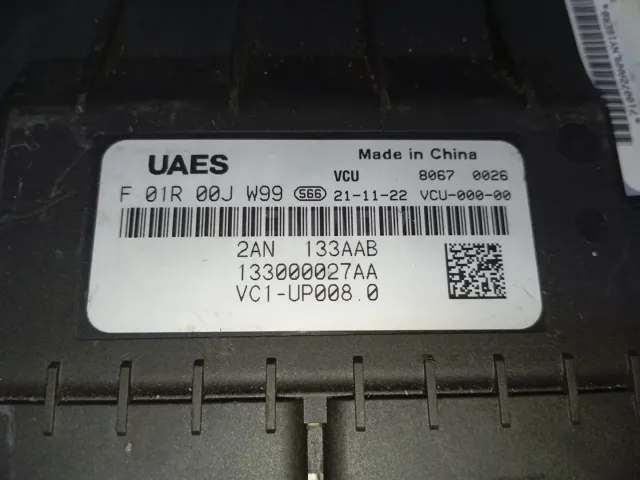 UAES
Made in China
VCU 8067 0026
F 01R 00J W99 566 21-11-22 VCU-000-00
2AN 133AAB
133000027AA
VC1-UP008.0